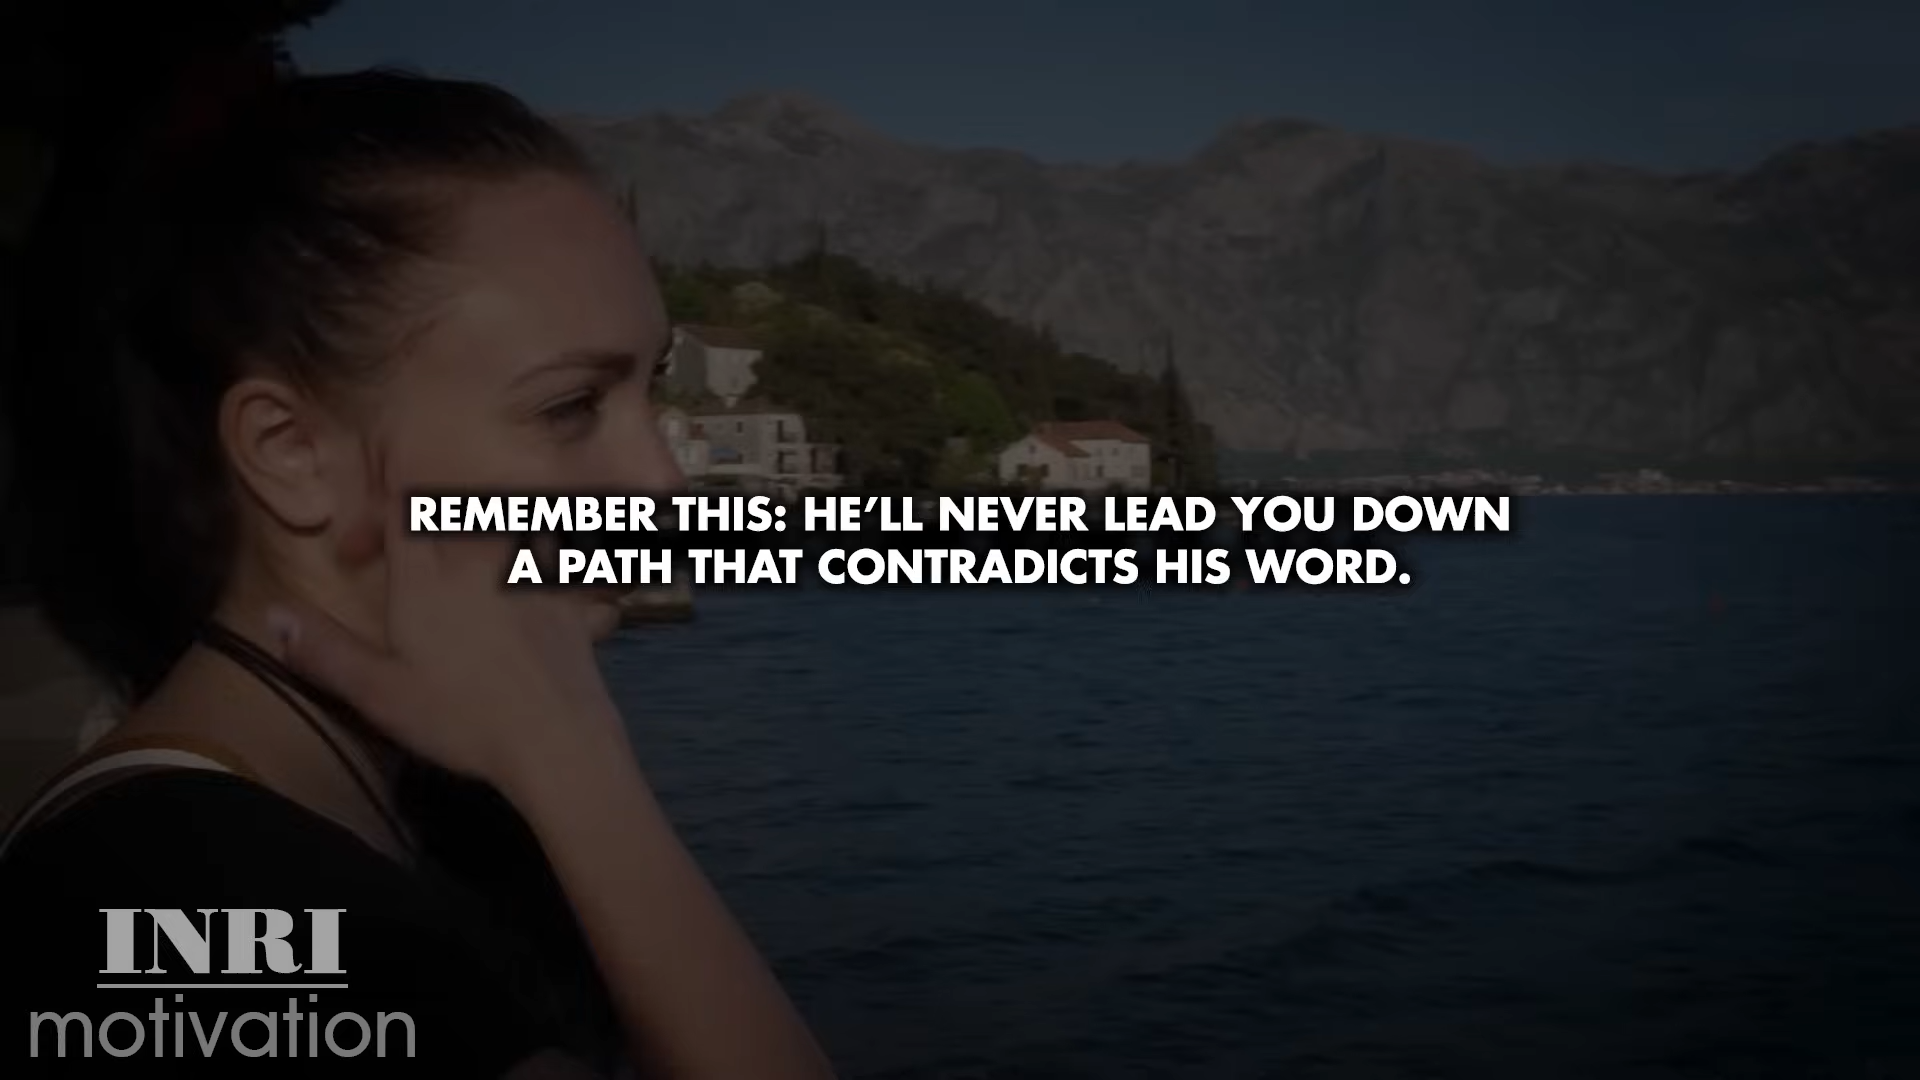 REMEMBER THIS: HE’LL NEVER LEAD YOU DOWN
A PATH THAT CONTRADICTS HIS WORD.
INRI
motivation